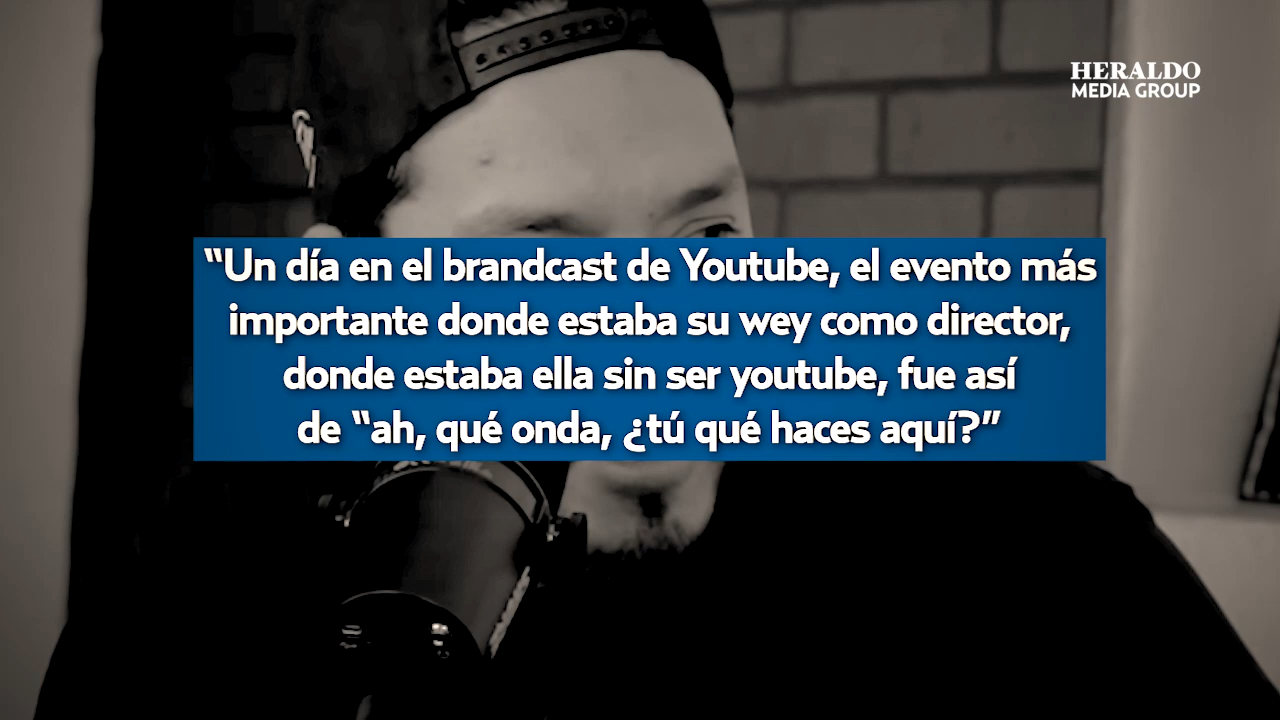 HERALDO
MEDIA GROUP
“Un día en el brandcast de Youtube, el evento más
importante donde estaba su wey como director,
donde estaba ella sin ser youtube, fue así
de “ah, qué onda, ¿tú qué haces aquí?”